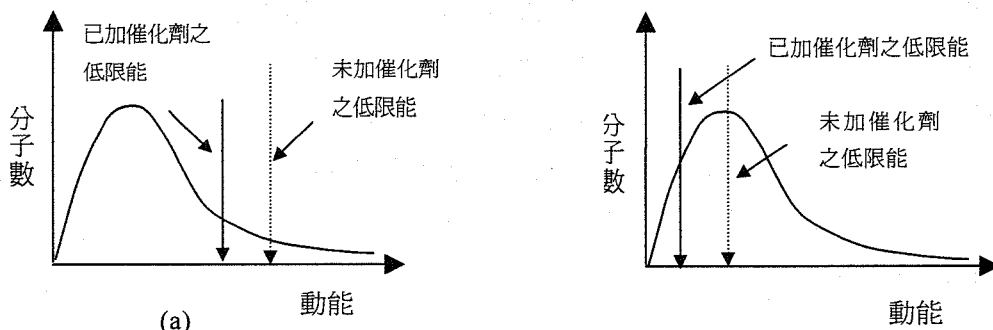 已加催化劑之
低限能
未加催化劑
之低限能
分子數
動能
(a)
已加催化劑之低限能
未加催化劑
之低限能
分子數
動能